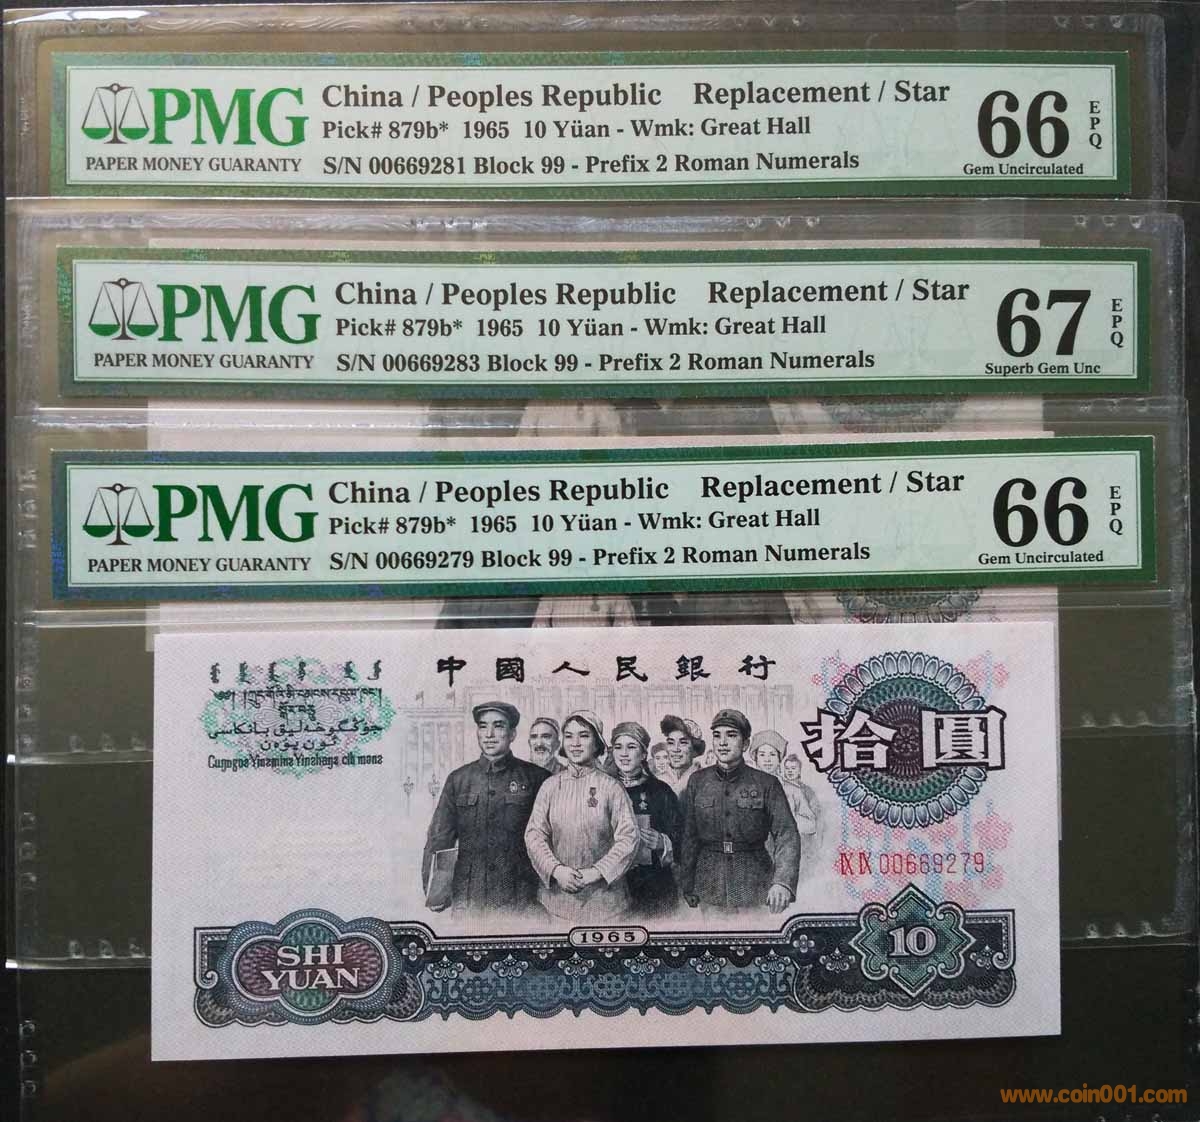 PMG
PAPER MONEY GUARANTY
China / Peoples Republic Replacement / Star
Pick# 879b* 1965 10 Yüan - Wmk: Great Hall
S/N 00669281 Block 99 - Prefix 2 Roman Numerals
66
EPQ
Gem Uncirculated
PMG
PAPER MONEY GUARANTY
China / Peoples Republic Replacement / Star
Pick# 879b* 1965 10 Yüan - Wmk: Great Hall
S/N 00669283 Block 99 - Prefix 2 Roman Numerals
67
EPQ
Superb Gem Unc
PMG
PAPER MONEY GUARANTY
China / Peoples Republic Replacement / Star
Pick# 879b* 1965 10 Yüan - Wmk: Great Hall
S/N 00669279 Block 99 - Prefix 2 Roman Numerals
66
EPQ
Gem Uncirculated
中國人民銀行
拾圓
IX IX 00669279
1965
SHI
YUAN
10
www.coin001.com